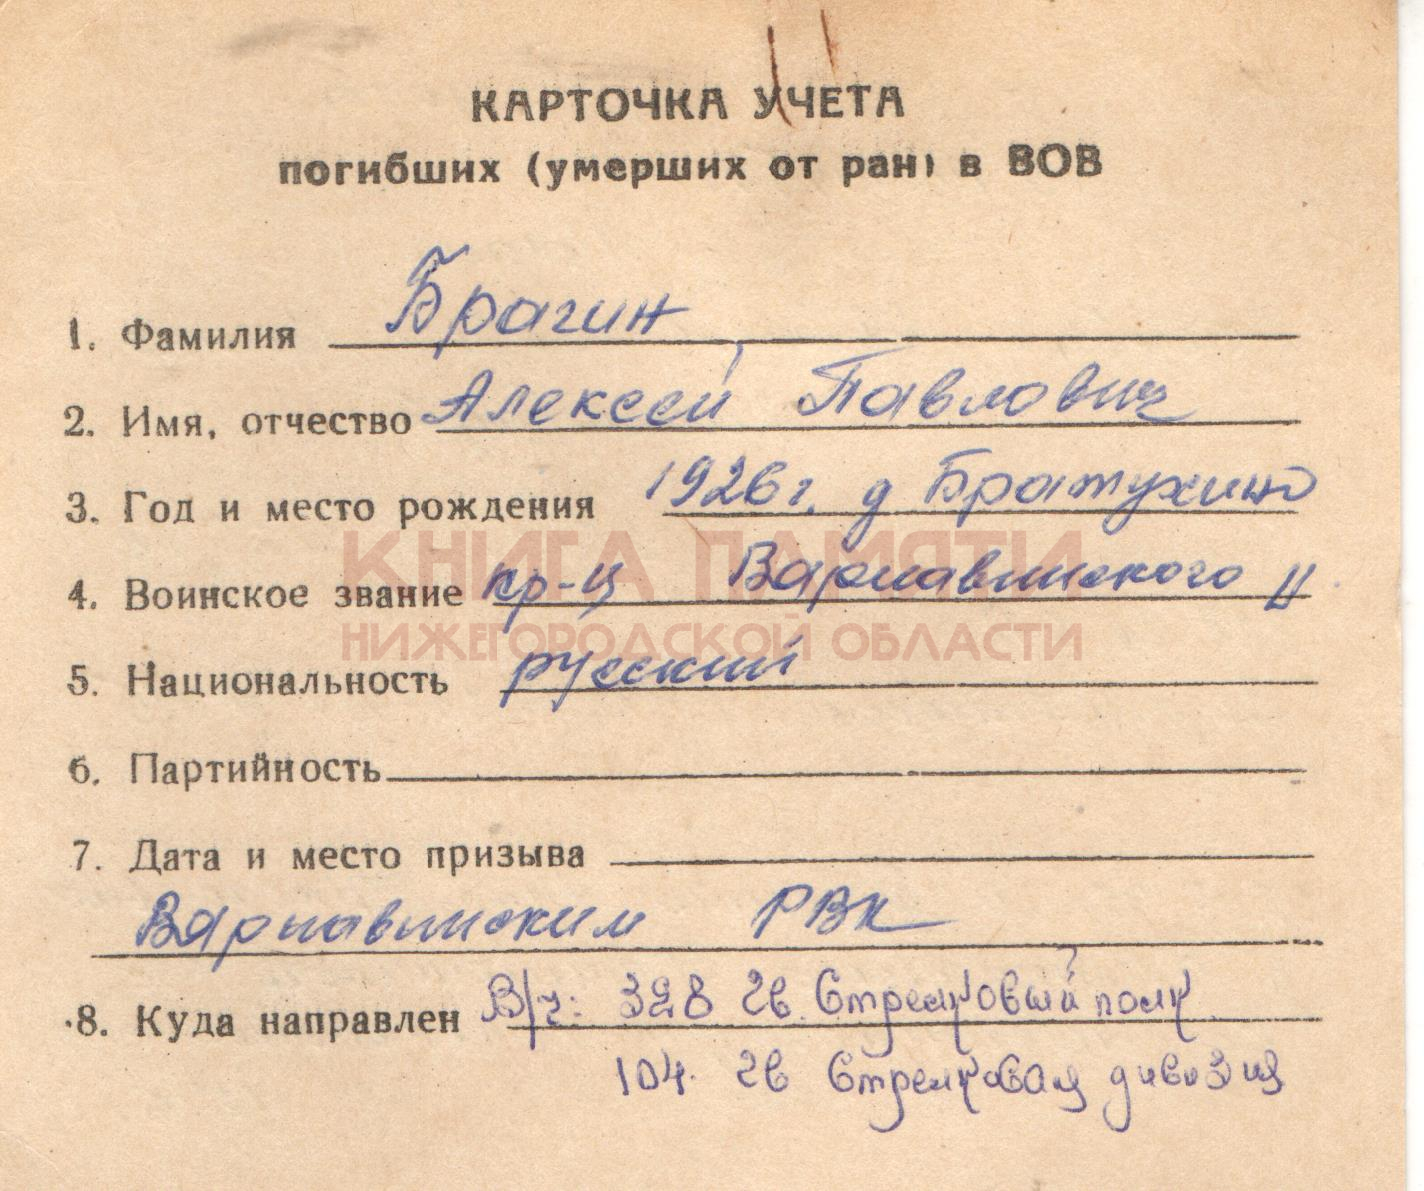 КАРТОЧКА УЧЕТА
погибших (умерших от ран) в ВОВ
1. Фамилия Брагин
2. Имя, отчество Алексей Павлович
3. Год и место рождения 1926 г. д Братухино
КНИГА ПАМЯТИ
4. Воинское звание кр-ц Варнавинского
НИЖЕГОРОДСКОЙ ОБЛАСТИ
5. Национальность русский
6. Партийность
7. Дата и место призыва
Варнавинским РВК
8. Куда направлен В/ч: 328 гв. Стрелковый полк
104. гв Стрелковая дивизия